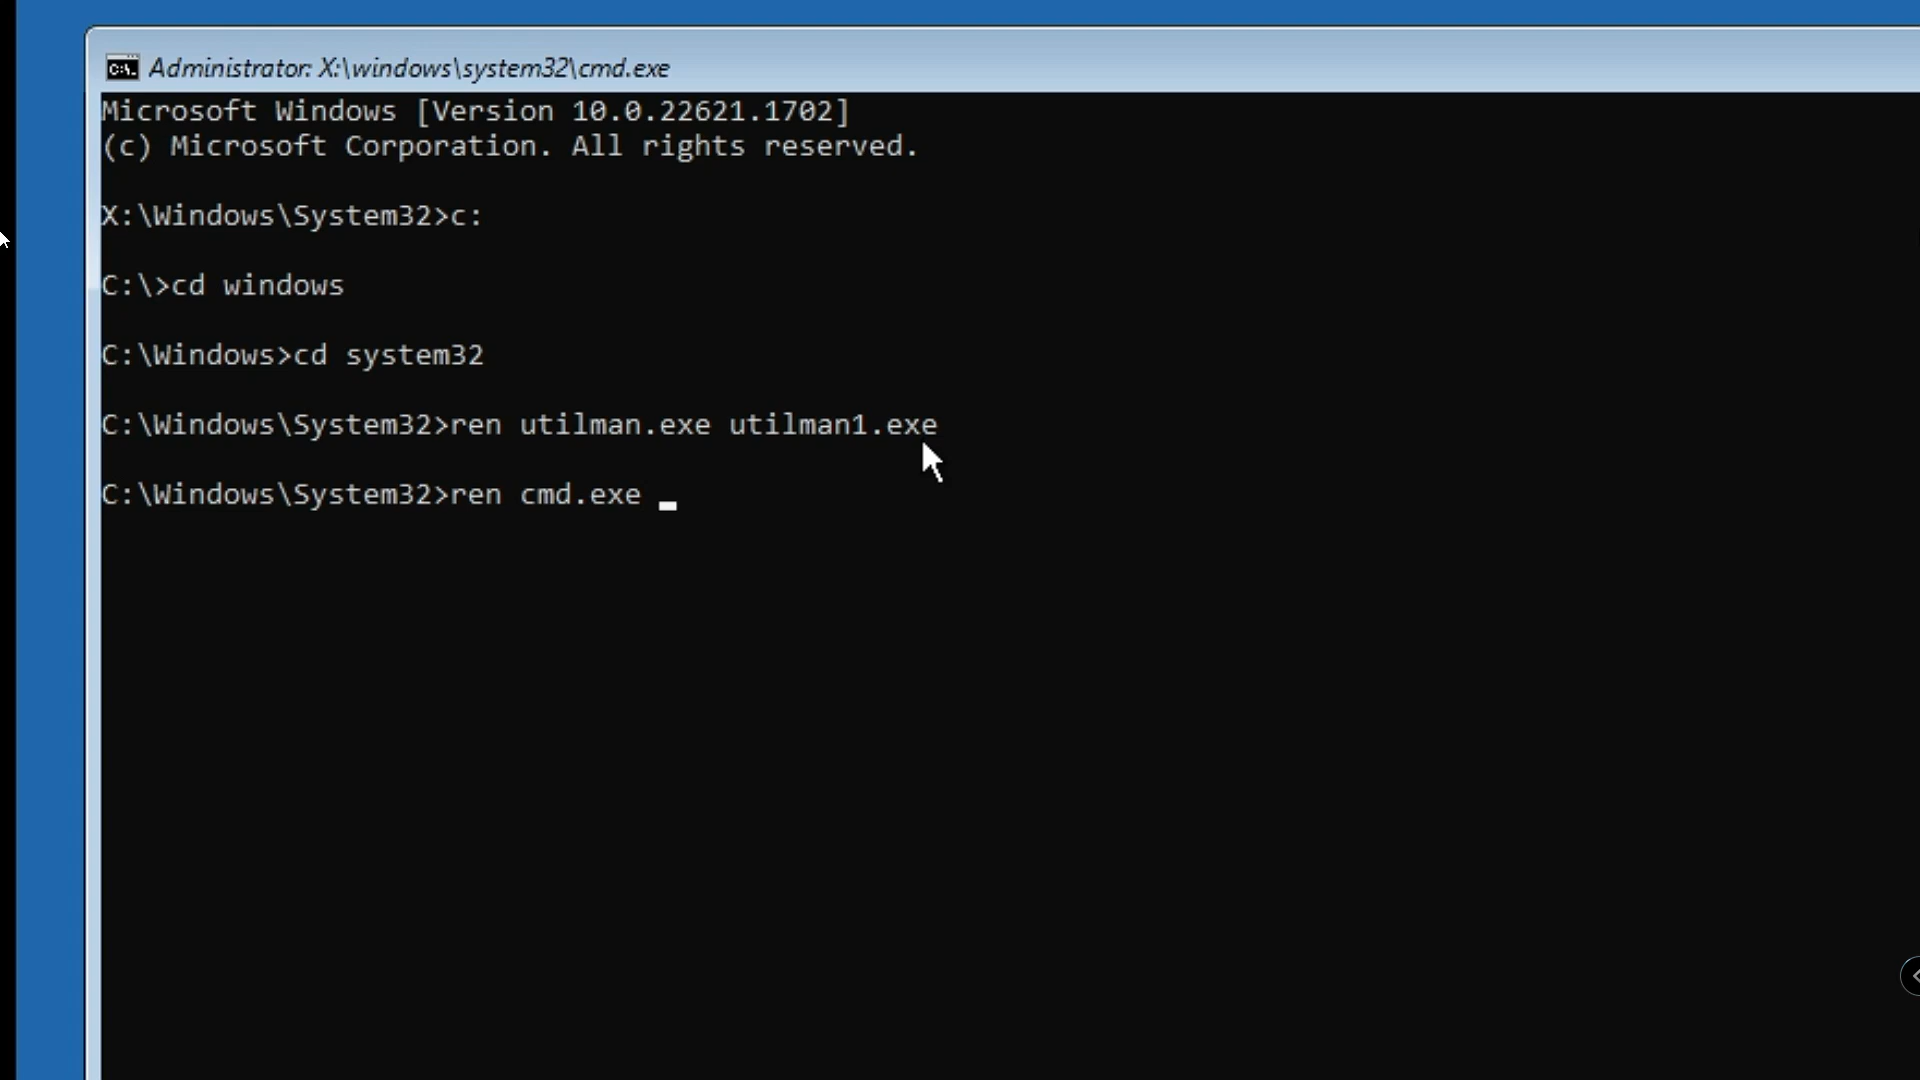 Administrator: X:\windows\system32\cmd.exe
Microsoft Windows [Version 10.0.22621.1702]
(c) Microsoft Corporation. All rights reserved.
X:\Windows\System32>c:
C:\>cd windows
C:\Windows>cd system32
C:\Windows\System32>ren utilman.exe utilman1.exe
C:\Windows\System32>ren cmd.exe